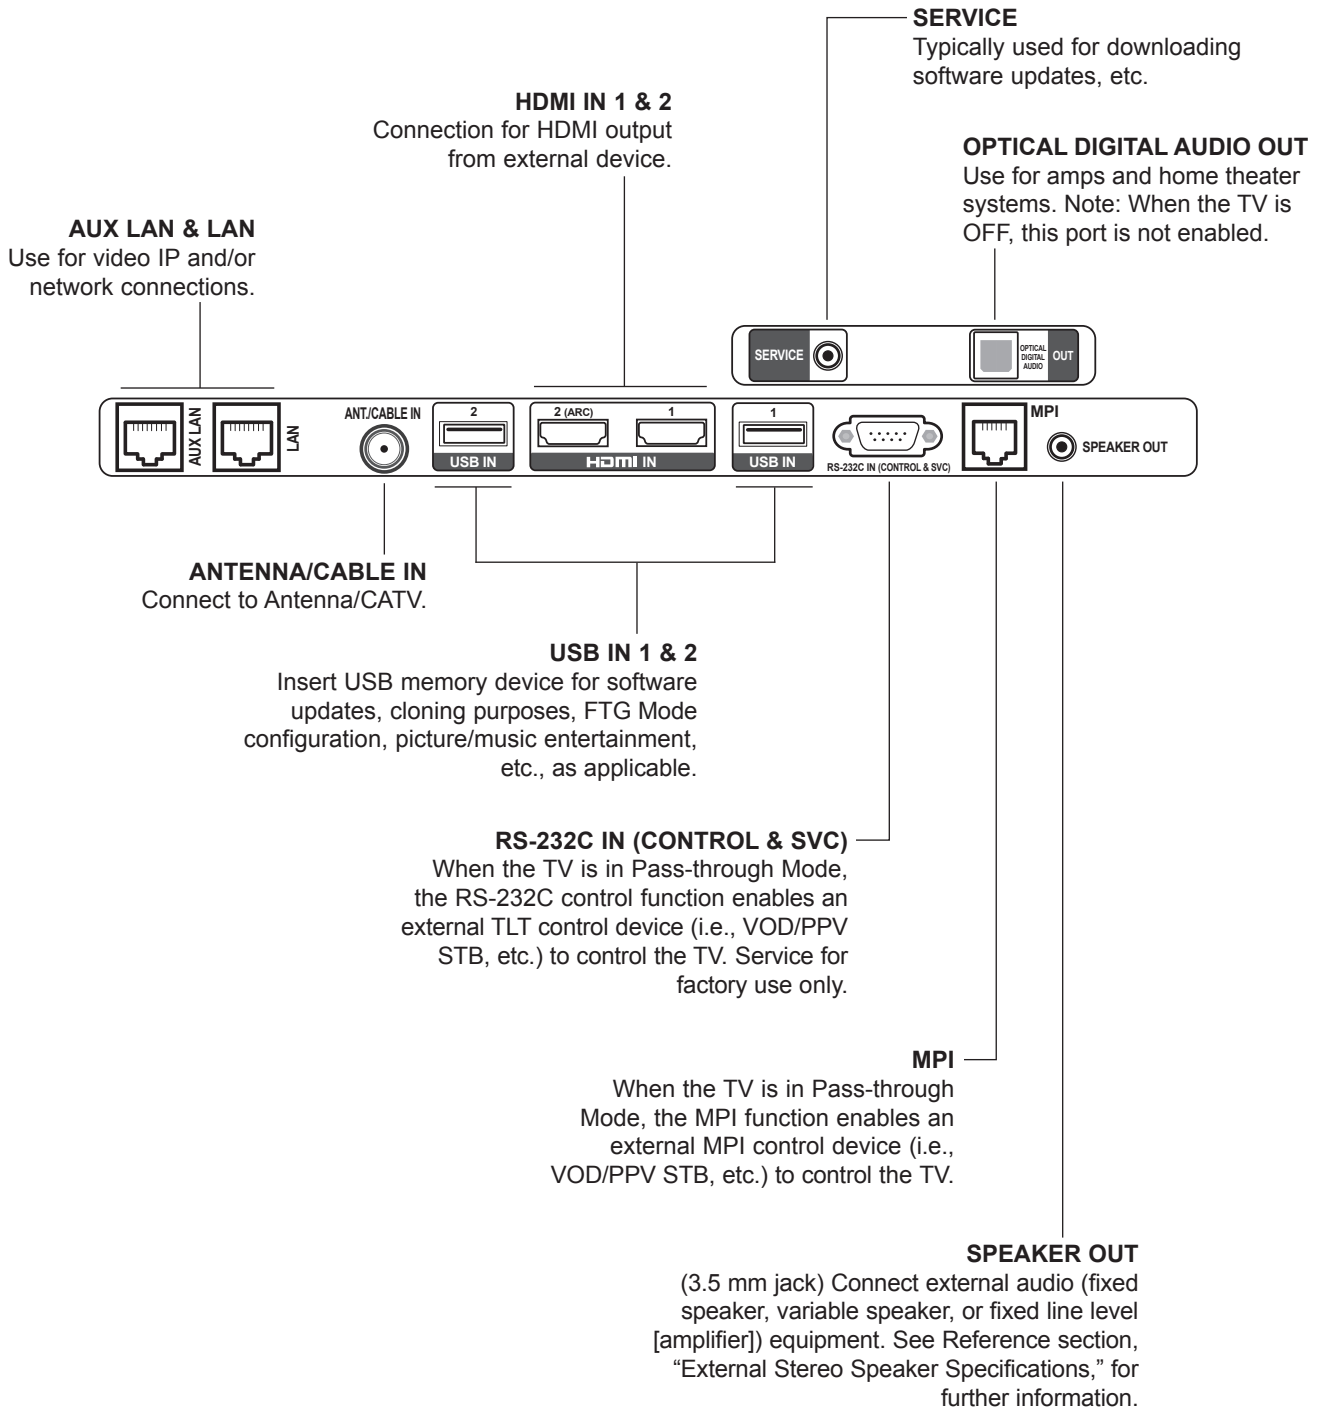 SERVICE
Typically used for downloading
software updates, etc.
HDMI IN 1 & 2
Connection for HDMI output
from external device.
OPTICAL DIGITAL AUDIO OUT
Use for amps and home theater
systems. Note: When the TV is
OFF, this port is not enabled.
AUX LAN & LAN
Use for video IP and/or
network connections.
SERVICE
OPTICAL
DIGITAL
AUDIO
OUT
AUX LAN
LAN
ANT./CABLE IN
2
USB IN
2 (ARC)
1
HDMI IN
1
USB IN
RS-232C IN (CONTROL & SVC)
MPI
SPEAKER OUT
ANTENNA/CABLE IN
Connect to Antenna/CATV.
USB IN 1 & 2
Insert USB memory device for software
updates, cloning purposes, FTG Mode
configuration, picture/music entertainment,
etc., as applicable.
RS-232C IN (CONTROL & SVC)
When the TV is in Pass-through Mode,
the RS-232C control function enables an
external TLT control device (i.e., VOD/PPV
STB, etc.) to control the TV. Service for
factory use only.
MPI
When the TV is in Pass-through
Mode, the MPI function enables an
external MPI control device (i.e.,
VOD/PPV STB, etc.) to control the TV.
SPEAKER OUT
(3.5 mm jack) Connect external audio (fixed
speaker, variable speaker, or fixed line level
[amplifier]) equipment. See Reference section,
“External Stereo Speaker Specifications,” for
further information.